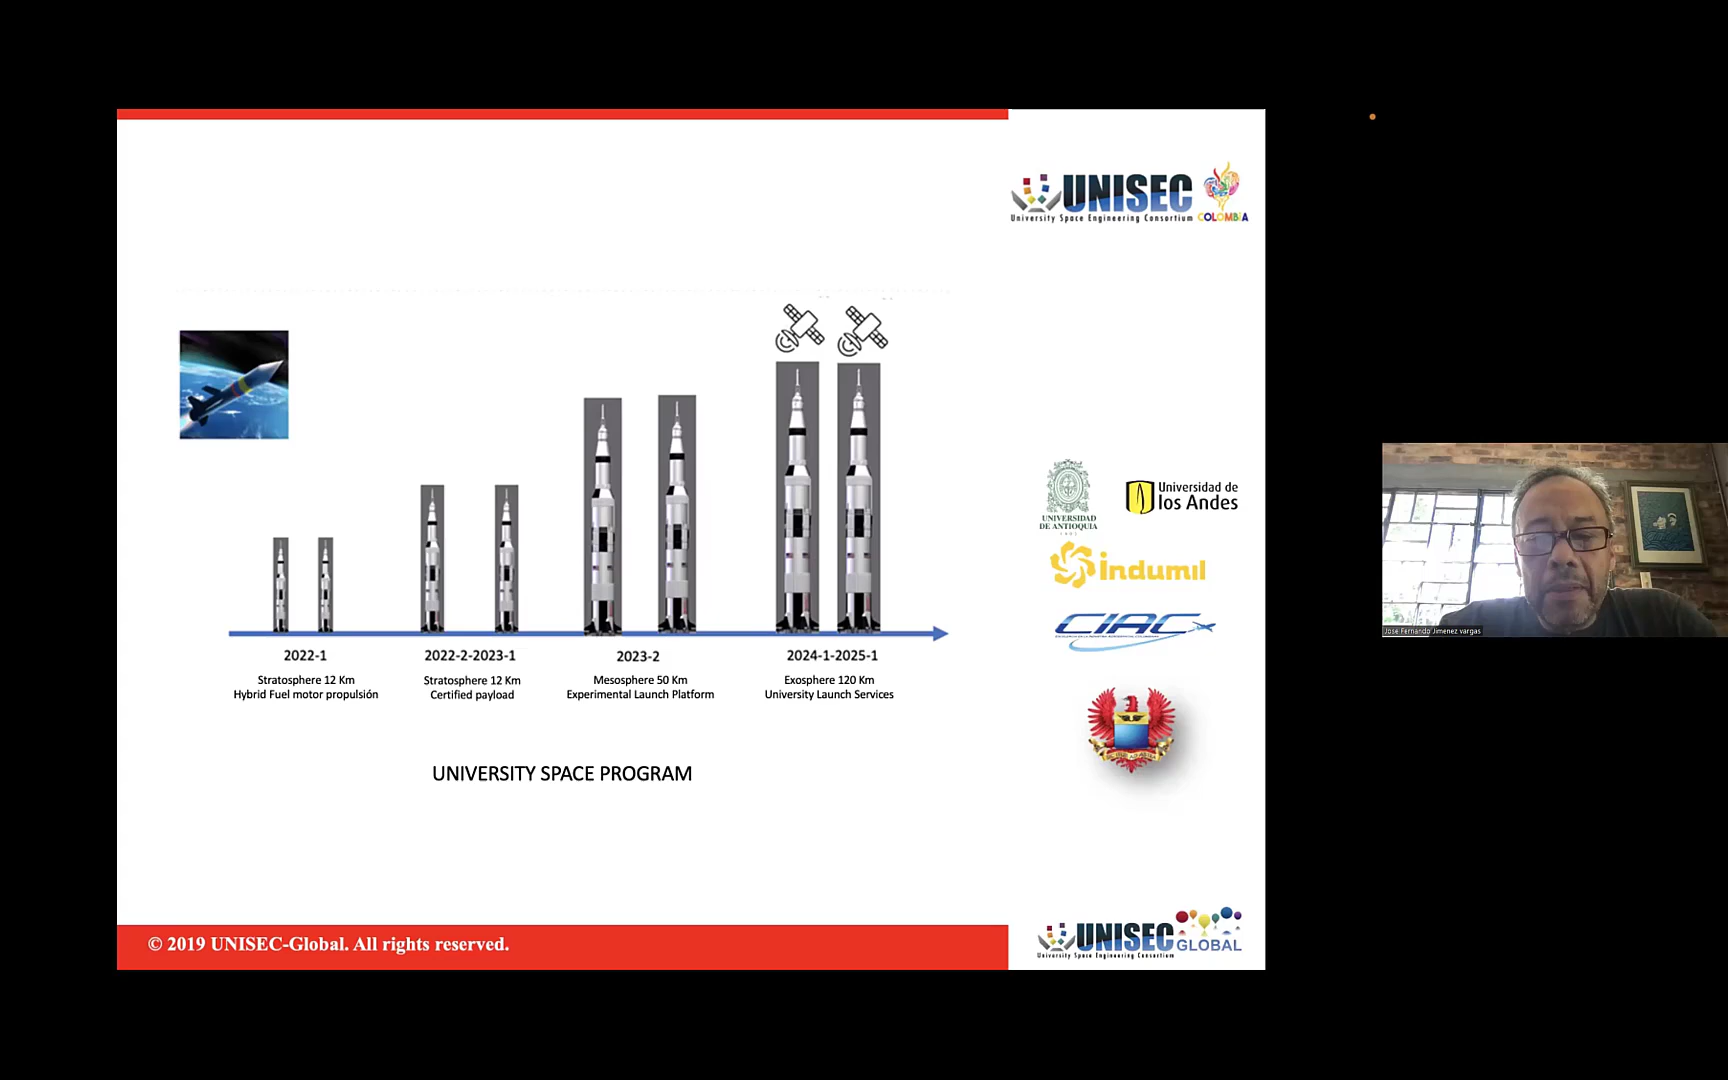 UNISEC
University Space Engineering Consortium
COLOMBIA
UNIVERSIDAD
DE ANTIOQUIA
Universidad de
los Andes
indumil
CIAC
2022-1
Stratosphere 12 Km
Hybrid Fuel motor propulsión
2022-2-2023-1
Stratosphere 12 Km
Certified payload
2023-2
Mesosphere 50 Km
Experimental Launch Platform
2024-1-2025-1
Exosphere 120 Km
University Launch Services
UNIVERSITY SPACE PROGRAM
Jose Fernando Jimenez vargas
© 2019 UNISEC-Global. All rights reserved.
UNISEC
GLOBAL
University Space Engineering Consortium